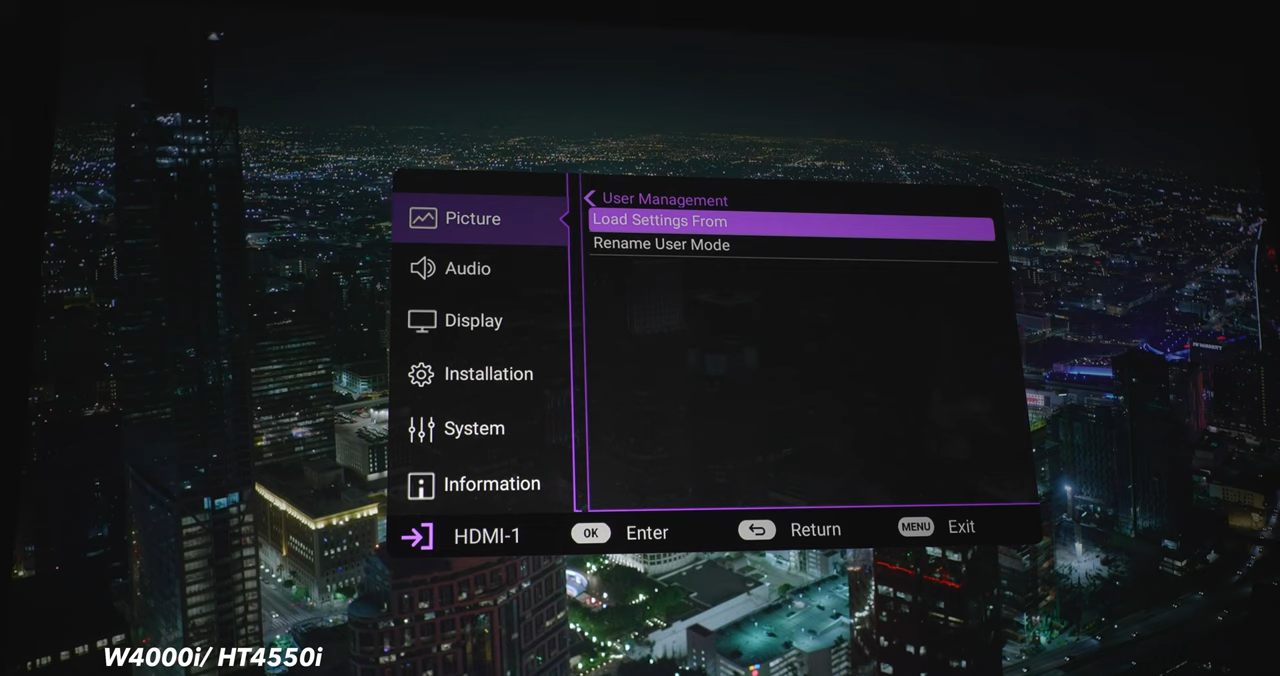 User Management
Picture
Load Settings From
Rename User Mode
Audio
Display
Installation
System
Information
HDMI-1
OK Enter
Return
MENU Exit
W4000i/ HT4550i